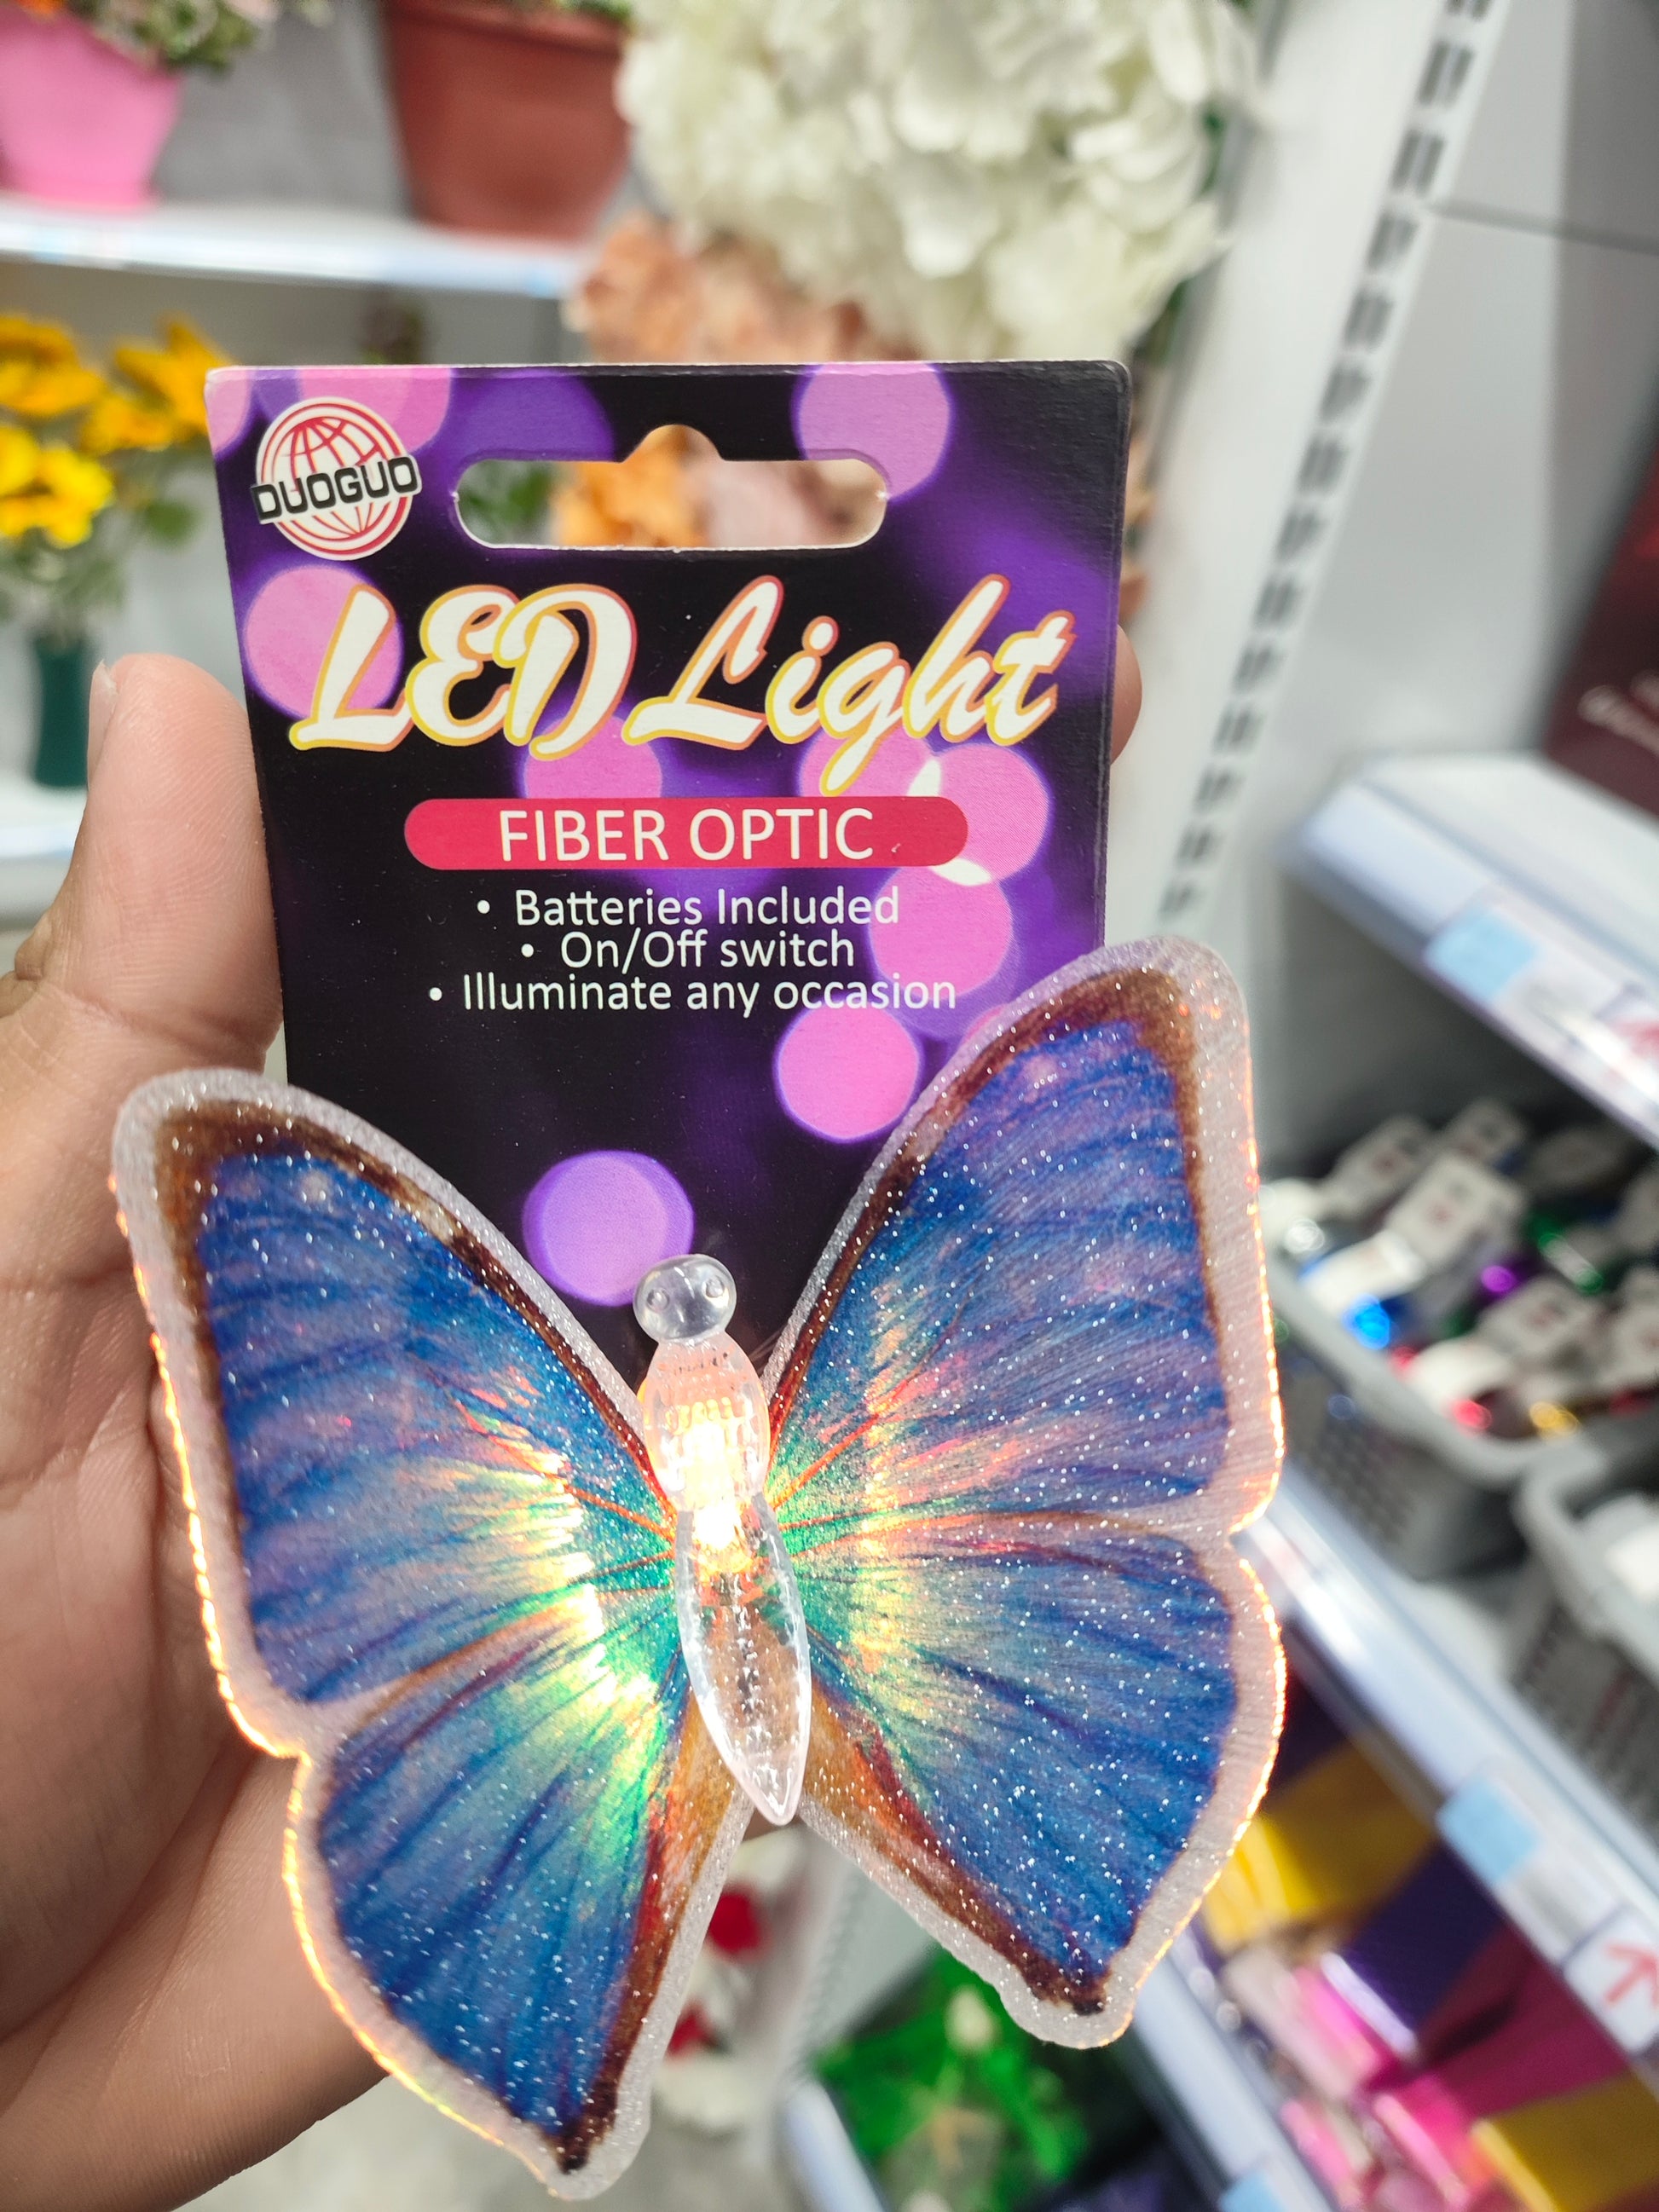 DUOGUO
LED Light
FIBER OPTIC
• Batteries Included
• On/Off switch
• Illuminate any occasion